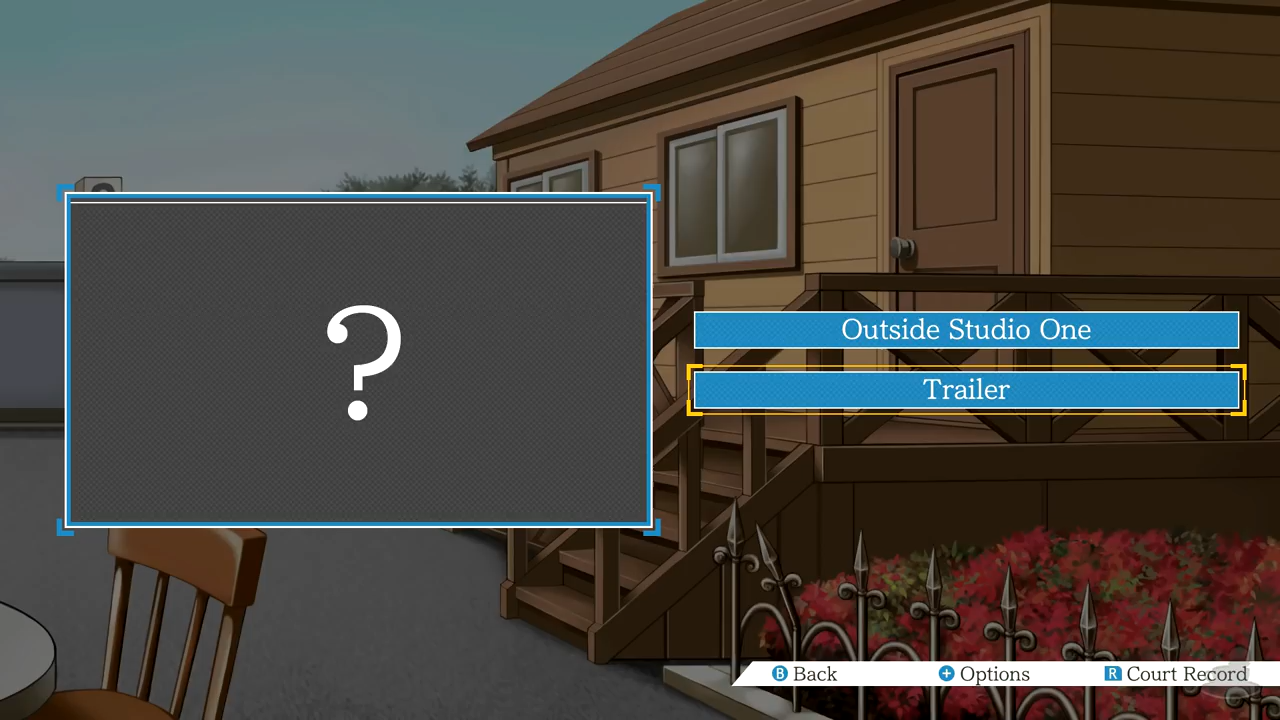 ?
Outside Studio One
Trailer
B Back
+ Options
R Court Record